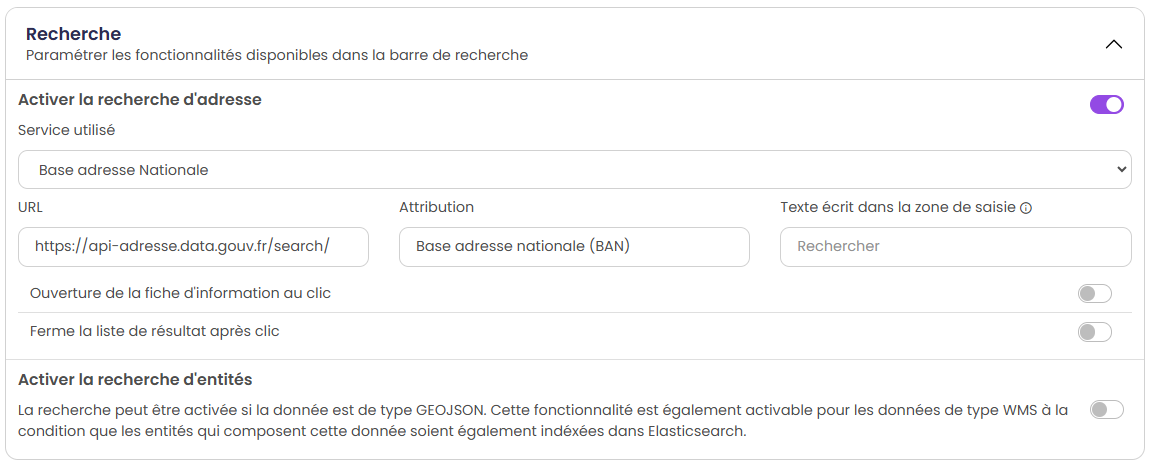 Recherche
Paramétrer les fonctionnalités disponibles dans la barre de recherche
Activer la recherche d'adresse
Service utilisé
Base adresse Nationale
URL
Attribution
Texte écrit dans la zone de saisie
https://api-adresse.data.gouv.fr/search/
Base adresse nationale (BAN)
Rechercher
Ouverture de la fiche d'information au clic
Ferme la liste de résultat après clic
Activer la recherche d'entités
La recherche peut être activée si la donnée est de type GEOJSON. Cette fonctionnalité est également activable pour les données de type WMS à la
condition que les entités qui composent cette donnée soient également indéxées dans Elasticsearch.